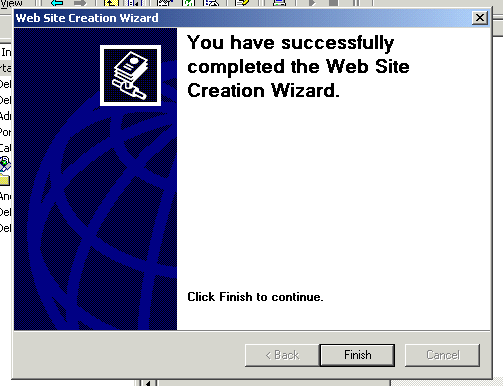 View
Web Site Creation Wizard
You have successfully
completed the Web Site
Creation Wizard.
Click Finish to continue.
< Back
Finish
Cancel